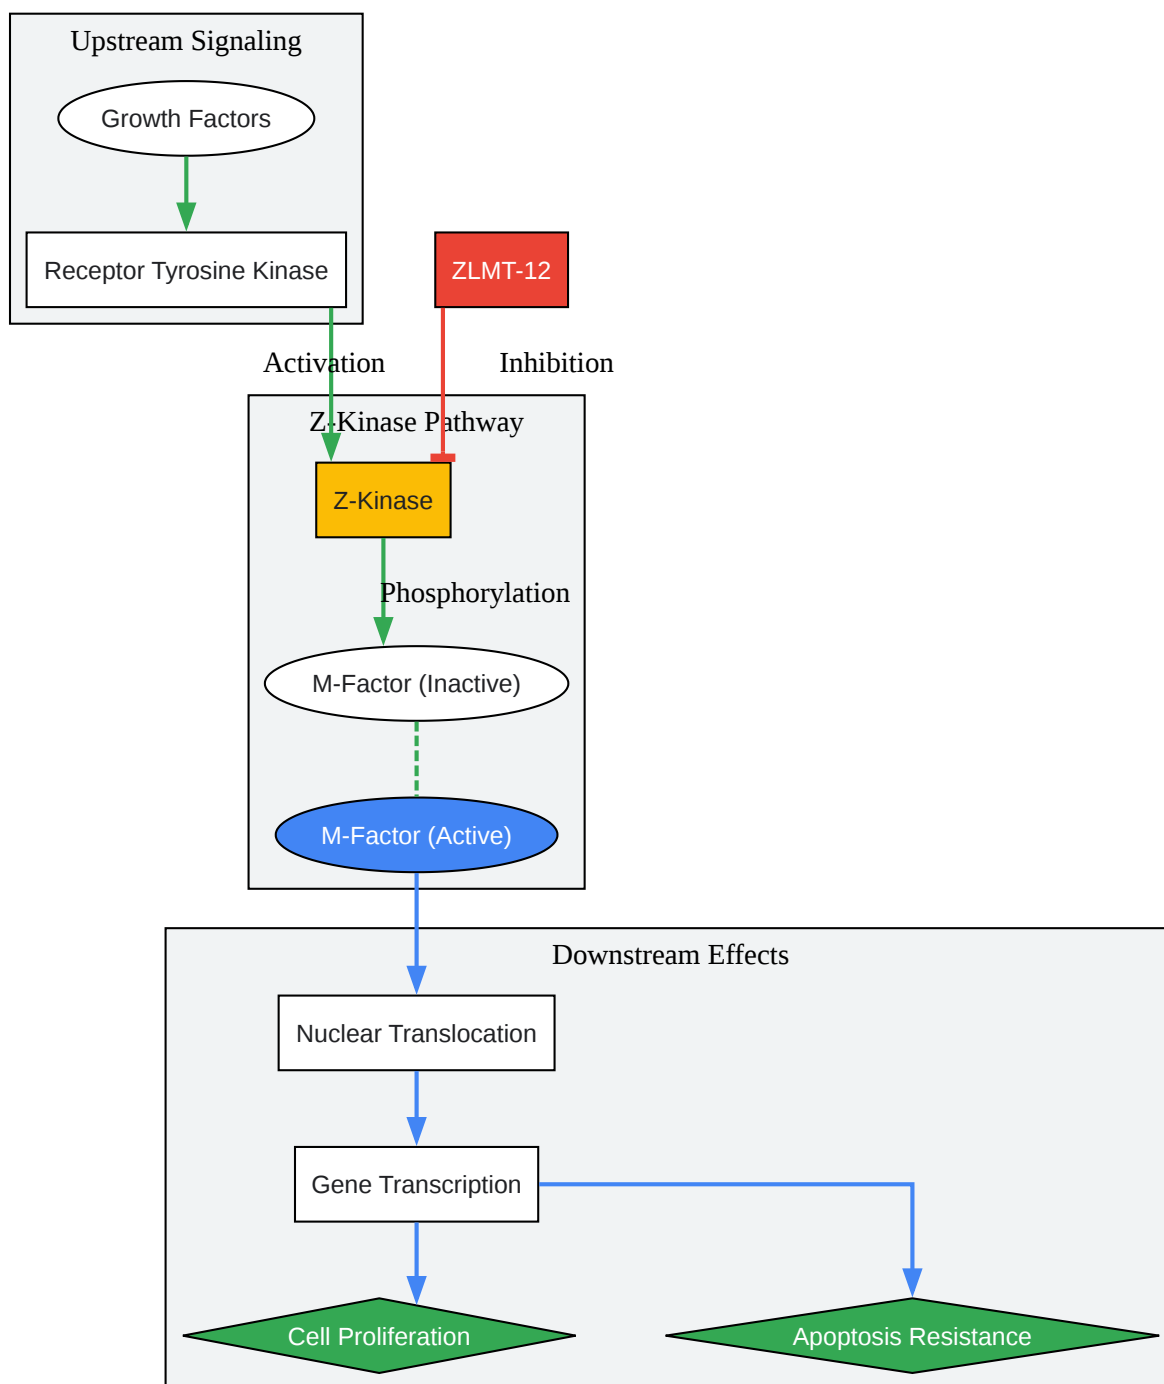 Upstream Signaling
Growth Factors
Receptor Tyrosine Kinase
ZLMT-12
Activation
Inhibition
Z-Kinase Pathway
Z-Kinase
Phosphorylation
M-Factor (Inactive)
M-Factor (Active)
Downstream Effects
Nuclear Translocation
Gene Transcription
Cell Proliferation
Apoptosis Resistance